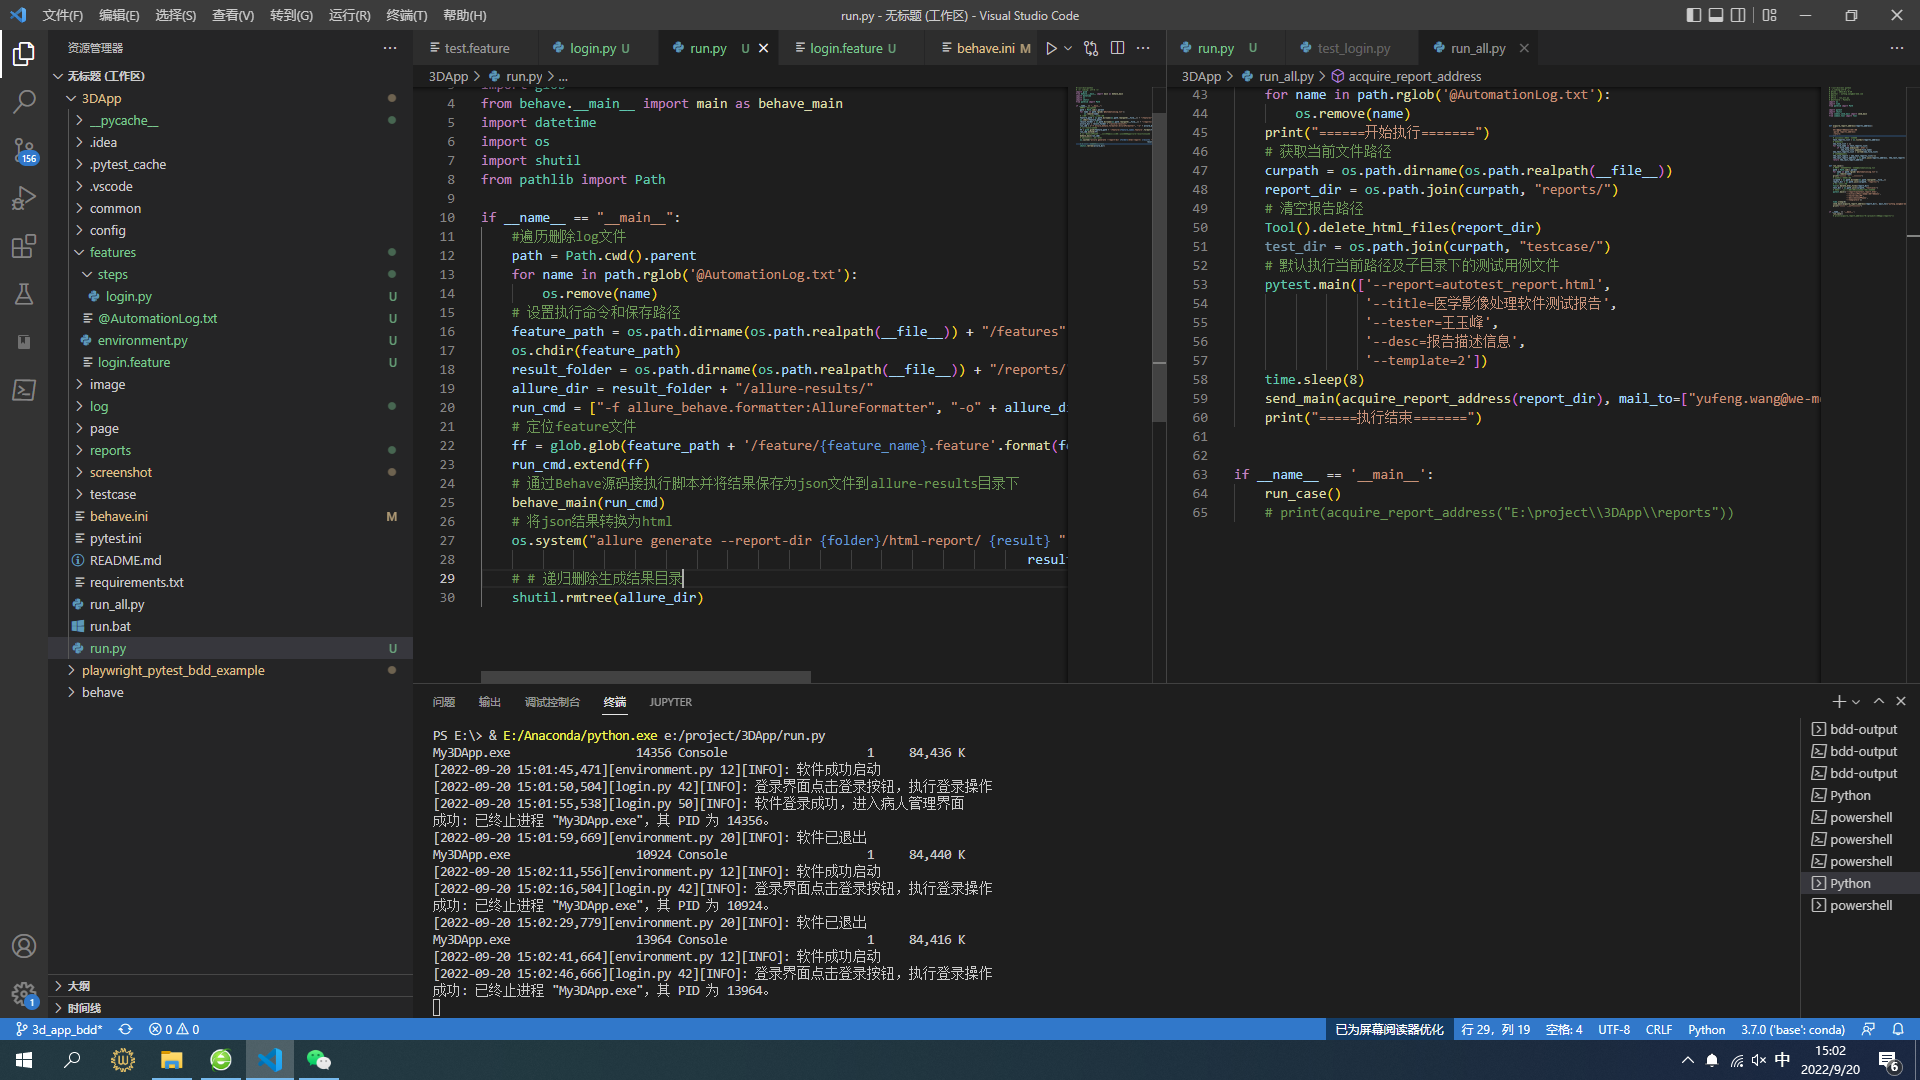 文件(F) 编辑(E) 选择(S) 查看(V) 转到(G) 运行(R) 终端(T) 帮助(H)
run.py - 无标题 (工作区) - Visual Studio Code
资源管理器
无标题 (工作区)
3DApp
__pycache__
.idea
.pytest_cache
.vscode
common
config
features
steps
login.py U
@AutomationLog.txt U
environment.py U
login.feature U
image
log
page
reports
screenshot
testcase
behave.ini M
pytest.ini
README.md
requirements.txt
run_all.py
run.bat
run.py U
playwright_pytest_bdd_example
behave
大纲
时间线
156
1
test.feature login.py U run.py U login.feature U behave.ini M
3DApp > run.py > ...
import glob
4 from behave.__main__ import main as behave_main
5 import datetime
6 import os
7 import shutil
8 from pathlib import Path
9
10 if __name__ == "__main__":
11 #遍历删除log文件
12 path = Path.cwd().parent
13 for name in path.rglob('@AutomationLog.txt'):
14 os.remove(name)
15 # 设置执行命令和保存路径
16 feature_path = os.path.dirname(os.path.realpath(__file__)) + "/features"
17 os.chdir(feature_path)
18 result_folder = os.path.dirname(os.path.realpath(__file__)) + "/reports/
19 allure_dir = result_folder + "/allure-results/"
20 run_cmd = ["-f allure_behave.formatter:AllureFormatter", "-o" + allure_di
21 # 定位feature文件
22 ff = glob.glob(feature_path + '/feature/{feature_name}.feature'.format(fe
23 run_cmd.extend(ff)
24 # 通过Behave源码接执行脚本并将结果保存为json文件到allure-results目录下
25 behave_main(run_cmd)
26 # 将json结果转换为html
27 os.system("allure generate --report-dir {folder}/html-report/ {result} "
28 result
29 # # 递归删除生成结果目录
30 shutil.rmtree(allure_dir)
run.py U test_login.py run_all.py
3DApp > run_all.py > acquire_report_address
43 for name in path.rglob('@AutomationLog.txt'):
44 os.remove(name)
45 print("======开始执行=======")
46 # 获取当前文件路径
47 curpath = os.path.dirname(os.path.realpath(__file__))
48 report_dir = os.path.join(curpath, "reports/")
49 # 清空报告路径
50 Tool().delete_html_files(report_dir)
51 test_dir = os.path.join(curpath, "testcase/")
52 # 默认执行当前路径及子目录下的测试用例文件
53 pytest.main(['--report=autotest_report.html',
54 '--title=医学影像处理软件测试报告',
55 '--tester=王玉峰',
56 '--desc=报告描述信息',
57 '--template=2'])
58 time.sleep(8)
59 send_main(acquire_report_address(report_dir), mail_to=["yufeng.wang@we-m
60 print("=====执行结束=======")
61
62
63 if __name__ == '__main__':
64 run_case()
65 # print(acquire_report_address("E:\project\\3DApp\\reports"))
问题 输出 调试控制台 终端 JUPYTER
PS E:\> & E:/Anaconda/python.exe e:/project/3DApp/run.py
My3DApp.exe 14356 Console 1 84,436 K
[2022-09-20 15:01:45,471][environment.py 12][INFO]: 软件成功启动
[2022-09-20 15:01:50,504][login.py 42][INFO]: 登录界面点击登录按钮, 执行登录操作
[2022-09-20 15:01:55,538][login.py 50][INFO]: 软件登录成功, 进入病人管理界面
成功: 已终止进程 "My3DApp.exe", 其 PID 为 14356。
[2022-09-20 15:01:59,669][environment.py 20][INFO]: 软件已退出
My3DApp.exe 10924 Console 1 84,440 K
[2022-09-20 15:02:11,556][environment.py 12][INFO]: 软件成功启动
[2022-09-20 15:02:16,504][login.py 42][INFO]: 登录界面点击登录按钮, 执行登录操作
成功: 已终止进程 "My3DApp.exe", 其 PID 为 10924。
[2022-09-20 15:02:29,779][environment.py 20][INFO]: 软件已退出
My3DApp.exe 13964 Console 1 84,416 K
[2022-09-20 15:02:41,664][environment.py 12][INFO]: 软件成功启动
[2022-09-20 15:02:46,666][login.py 42][INFO]: 登录界面点击登录按钮, 执行登录操作
成功: 已终止进程 "My3DApp.exe", 其 PID 为 13964。
bdd-output
bdd-output
bdd-output
Python
powershell
powershell
powershell
Python
powershell
3d_app_bdd* 0 0
已为屏幕阅读器优化 行 29, 列 19 空格: 4 UTF-8 CRLF Python 3.7.0 ('base': conda)
中
15:02
2022/9/20
6